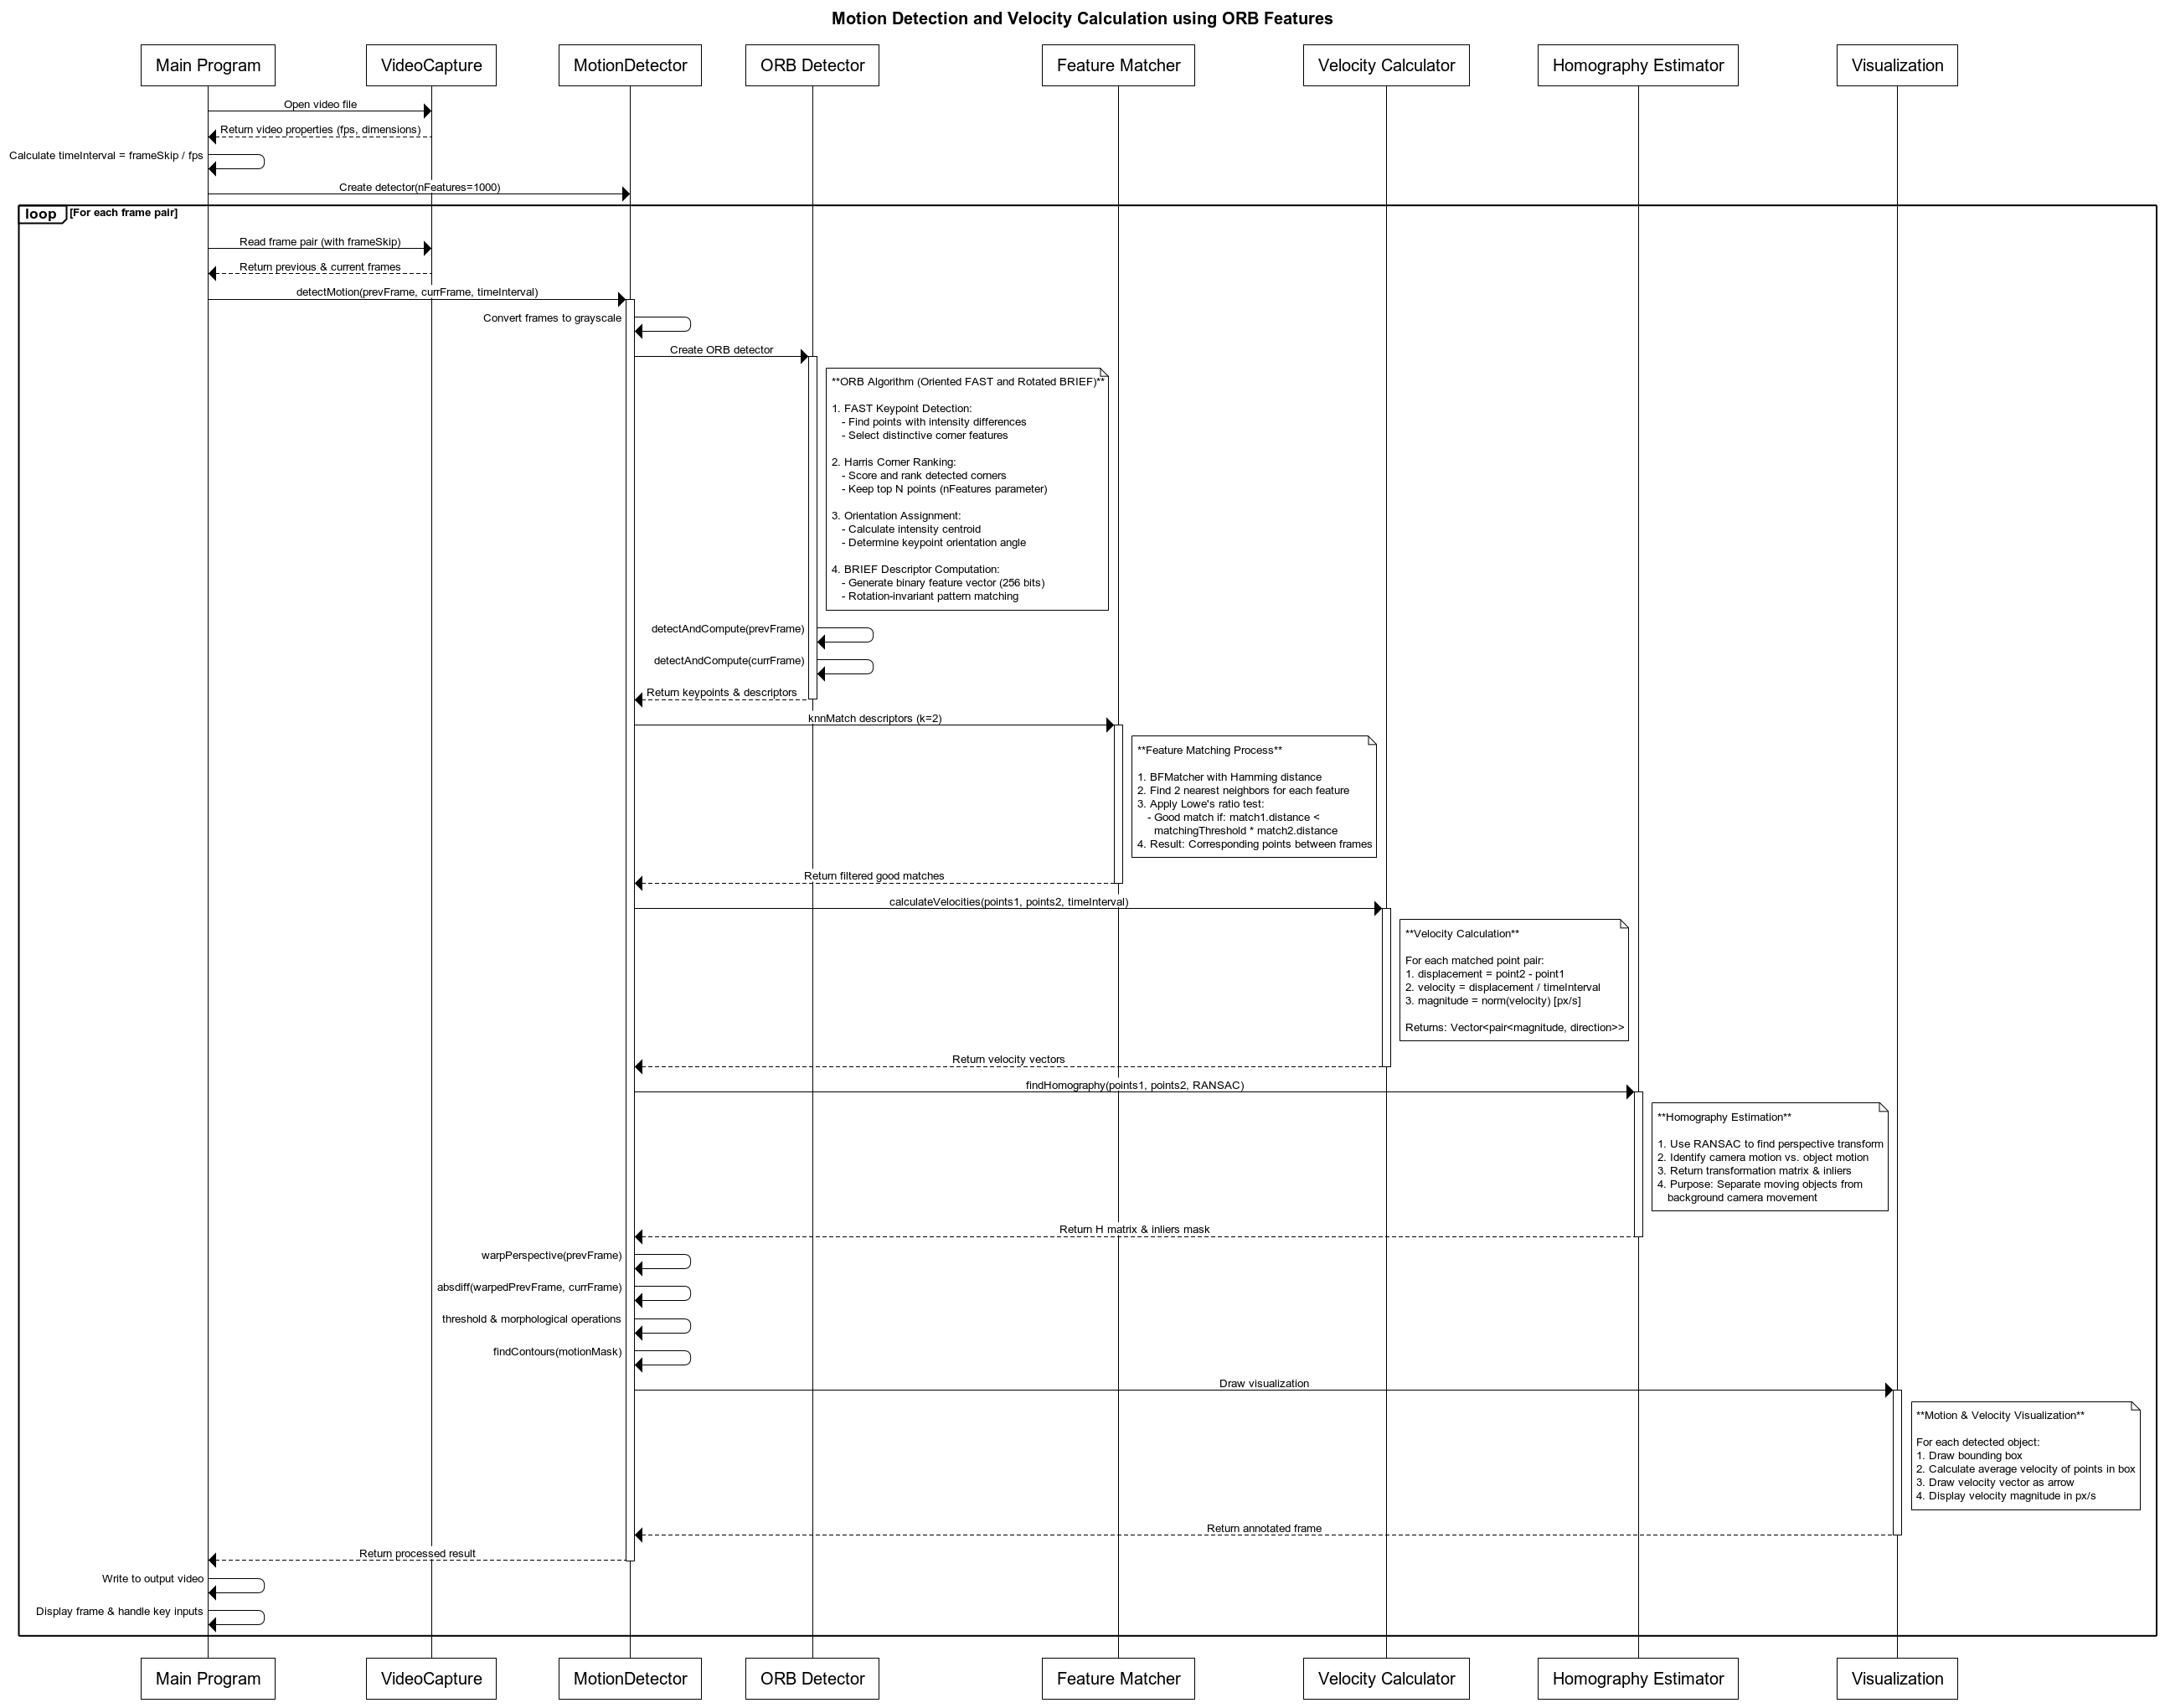 Motion Detection and Velocity Calculation using ORB Features
Main Program
VideoCapture
MotionDetector
ORB Detector
Feature Matcher
Velocity Calculator
Homography Estimator
Visualization
Open video file
Return video properties (fps, dimensions)
Calculate timeInterval = frameSkip / fps
Create detector(nFeatures=1000)
loop [For each frame pair]
Read frame pair (with frameSkip)
Return previous & current frames
detectMotion(prevFrame, currFrame, timeInterval)
Convert frames to grayscale
Create ORB detector
**ORB Algorithm (Oriented FAST and Rotated BRIEF)**
1. FAST Keypoint Detection:
- Find points with intensity differences
- Select distinctive corner features
2. Harris Corner Ranking:
- Score and rank detected corners
- Keep top N points (nFeatures parameter)
3. Orientation Assignment:
- Calculate intensity centroid
- Determine keypoint orientation angle
4. BRIEF Descriptor Computation:
- Generate binary feature vector (256 bits)
- Rotation-invariant pattern matching
detectAndCompute(prevFrame)
detectAndCompute(currFrame)
Return keypoints & descriptors
knnMatch descriptors (k=2)
**Feature Matching Process**
1. BFMatcher with Hamming distance
2. Find 2 nearest neighbors for each feature
3. Apply Lowe's ratio test:
- Good match if: match1.distance <
matchingThreshold * match2.distance
4. Result: Corresponding points between frames
Return filtered good matches
calculateVelocities(points1, points2, timeInterval)
**Velocity Calculation**
For each matched point pair:
1. displacement = point2 - point1
2. velocity = displacement / timeInterval
3. magnitude = norm(velocity) [px/s]
Returns: Vector<pair<magnitude, direction>>
Return velocity vectors
findHomography(points1, points2, RANSAC)
**Homography Estimation**
1. Use RANSAC to find perspective transform
2. Identify camera motion vs. object motion
3. Return transformation matrix & inliers
4. Purpose: Separate moving objects from
background camera movement
Return H matrix & inliers mask
warpPerspective(prevFrame)
absdiff(warpedPrevFrame, currFrame)
threshold & morphological operations
findContours(motionMask)
Draw visualization
**Motion & Velocity Visualization**
For each detected object:
1. Draw bounding box
2. Calculate average velocity of points in box
3. Draw velocity vector as arrow
4. Display velocity magnitude in px/s
Return annotated frame
Return processed result
Write to output video
Display frame & handle key inputs
Main Program
VideoCapture
MotionDetector
ORB Detector
Feature Matcher
Velocity Calculator
Homography Estimator
Visualization